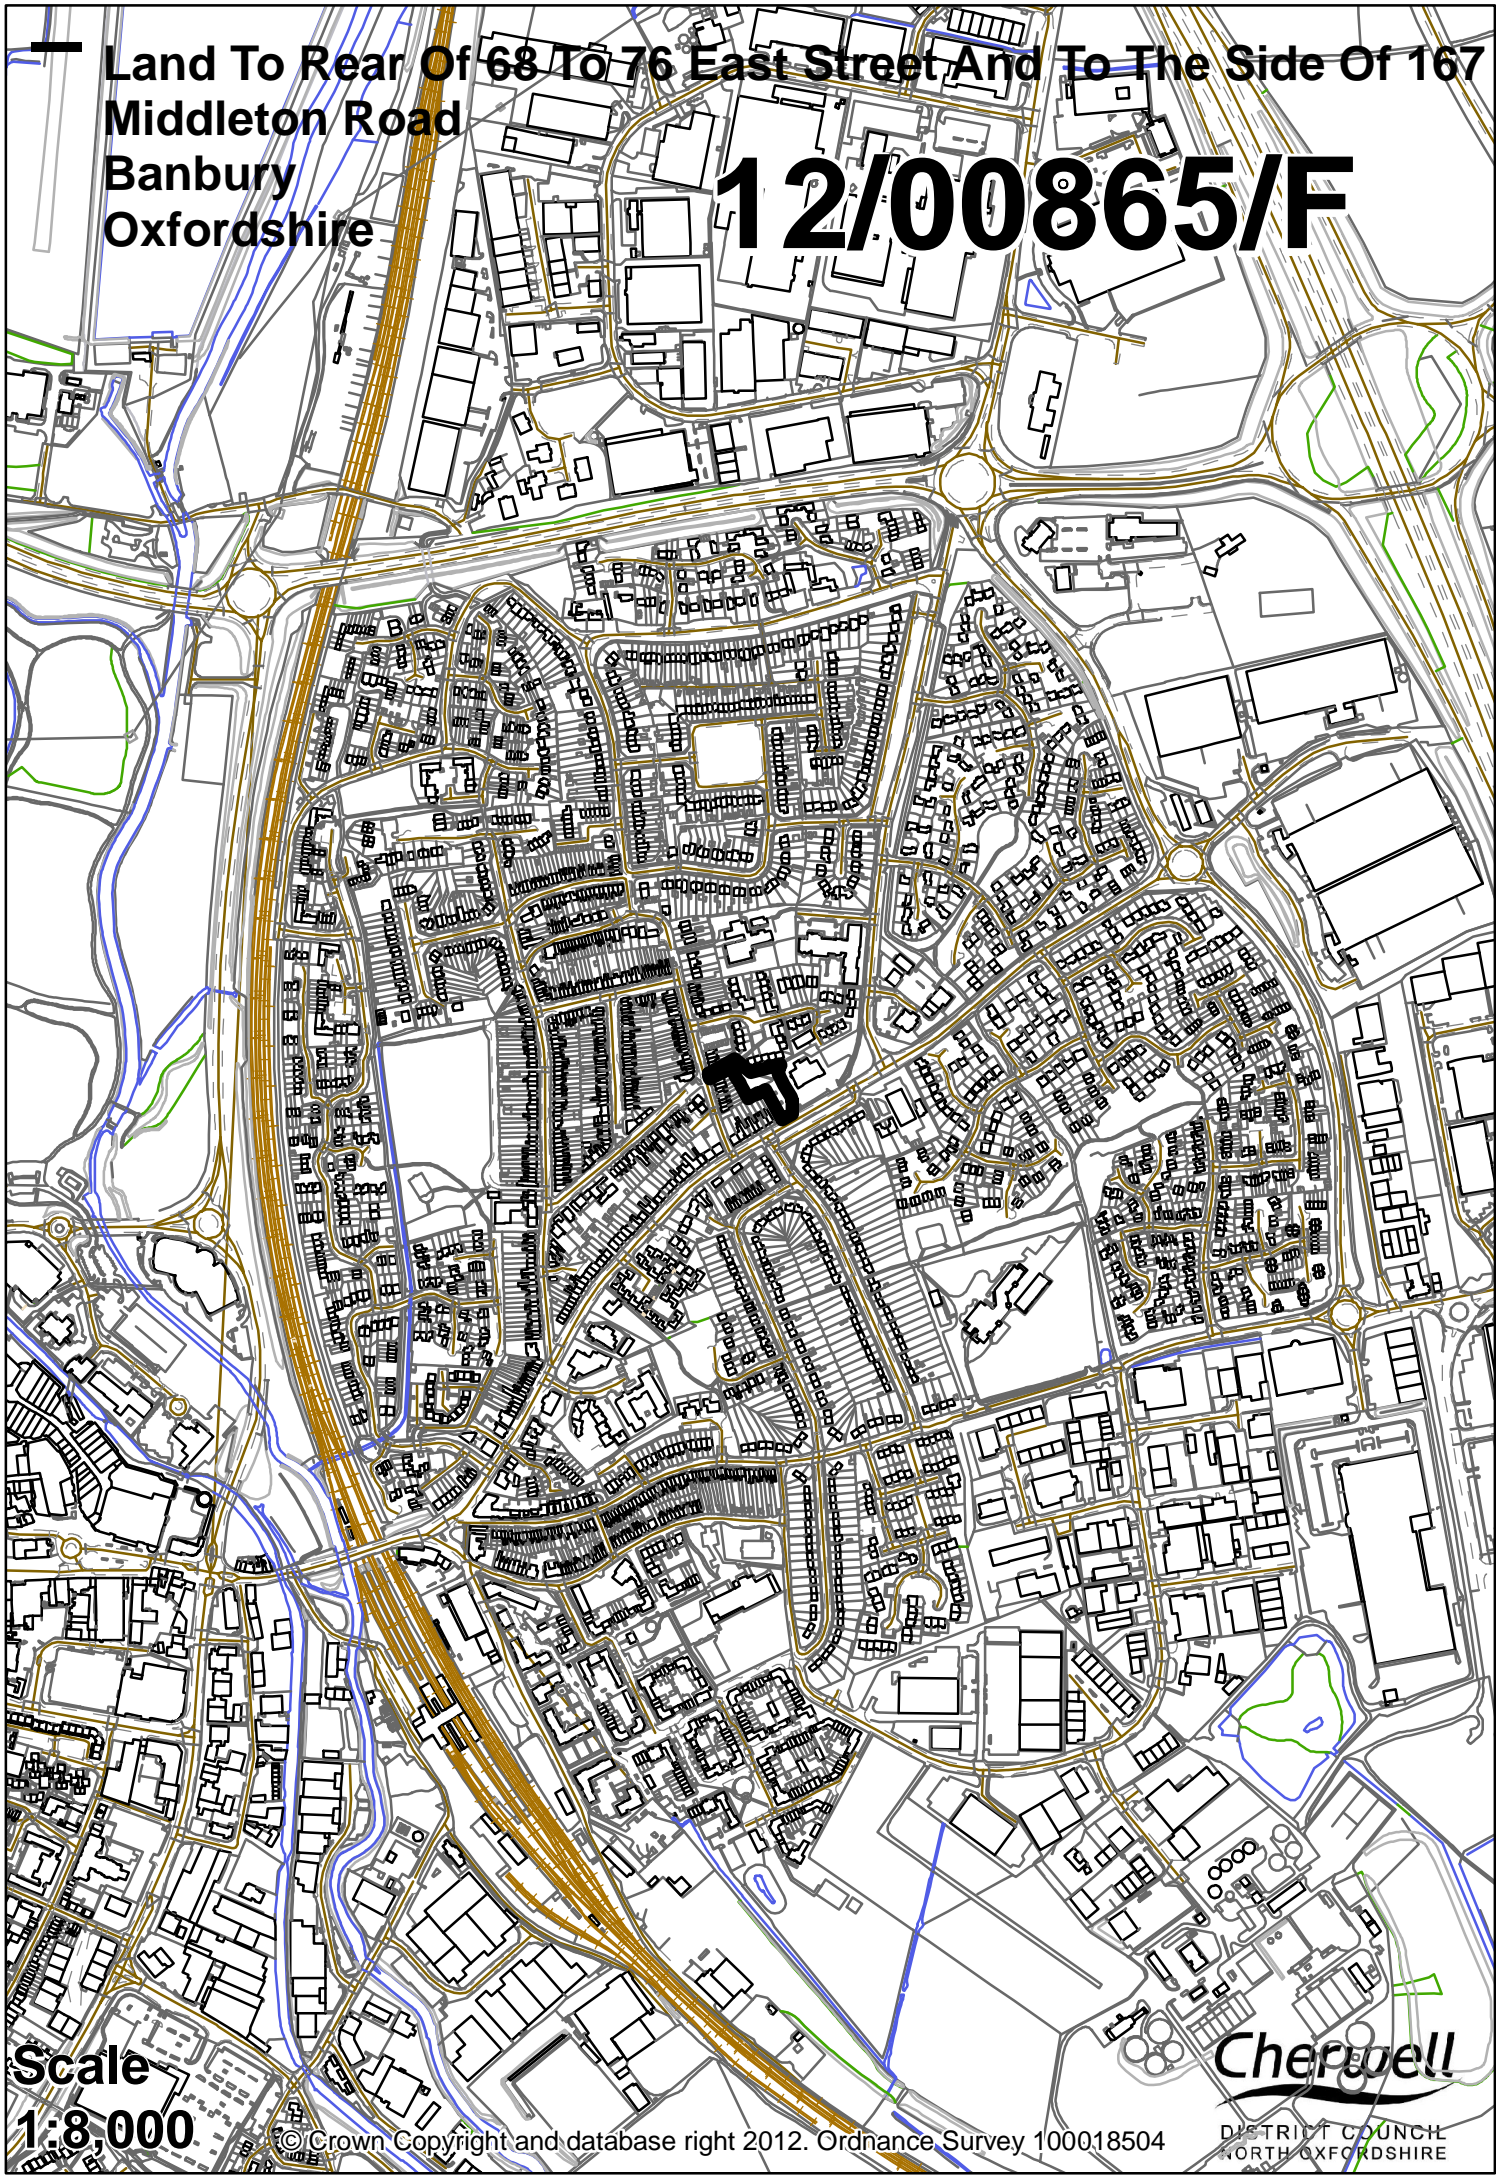 Land To Rear Of 68 To 76 East Street And To The Side Of 167
Middleton Road
Banbury
Oxfordshire
12/00865/F
Scale
1:8,000
© Crown Copyright and database right 2012. Ordnance Survey 100018504
Cherwell
DISTRICT COUNCIL
NORTH OXFORDSHIRE